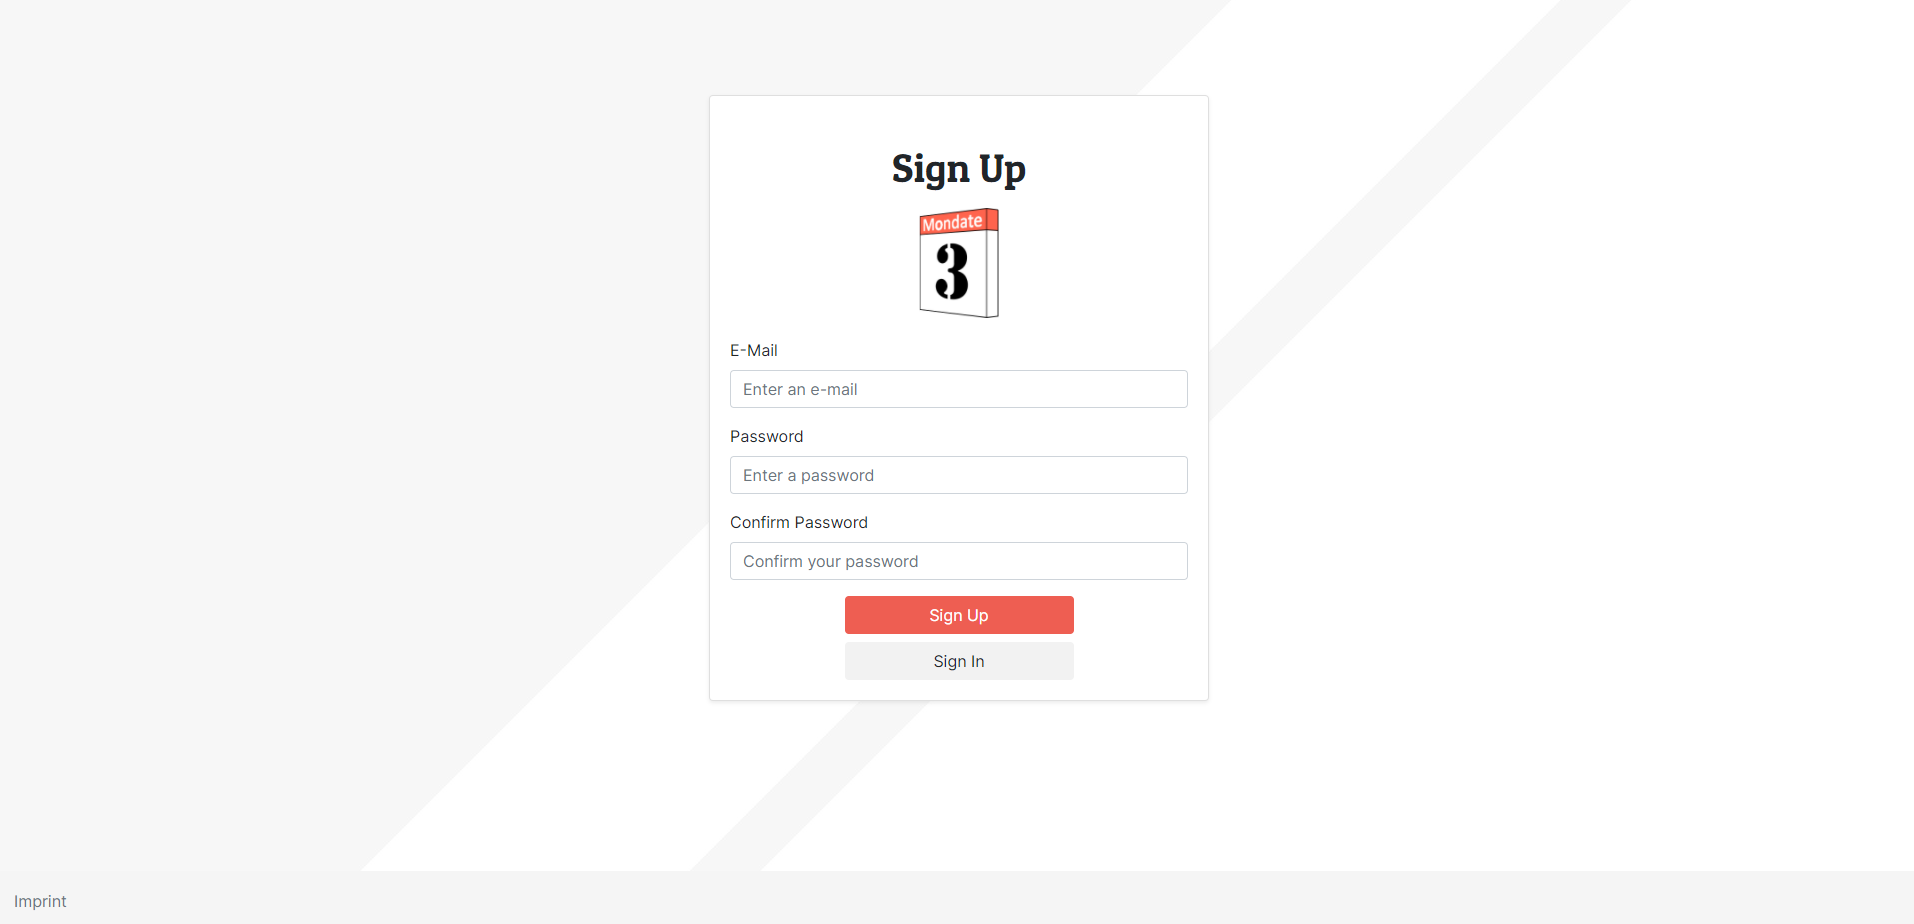 Sign Up
Mondate
3
E-Mail
Enter an e-mail
Password
Enter a password
Confirm Password
Confirm your password
Sign Up
Sign In
Imprint